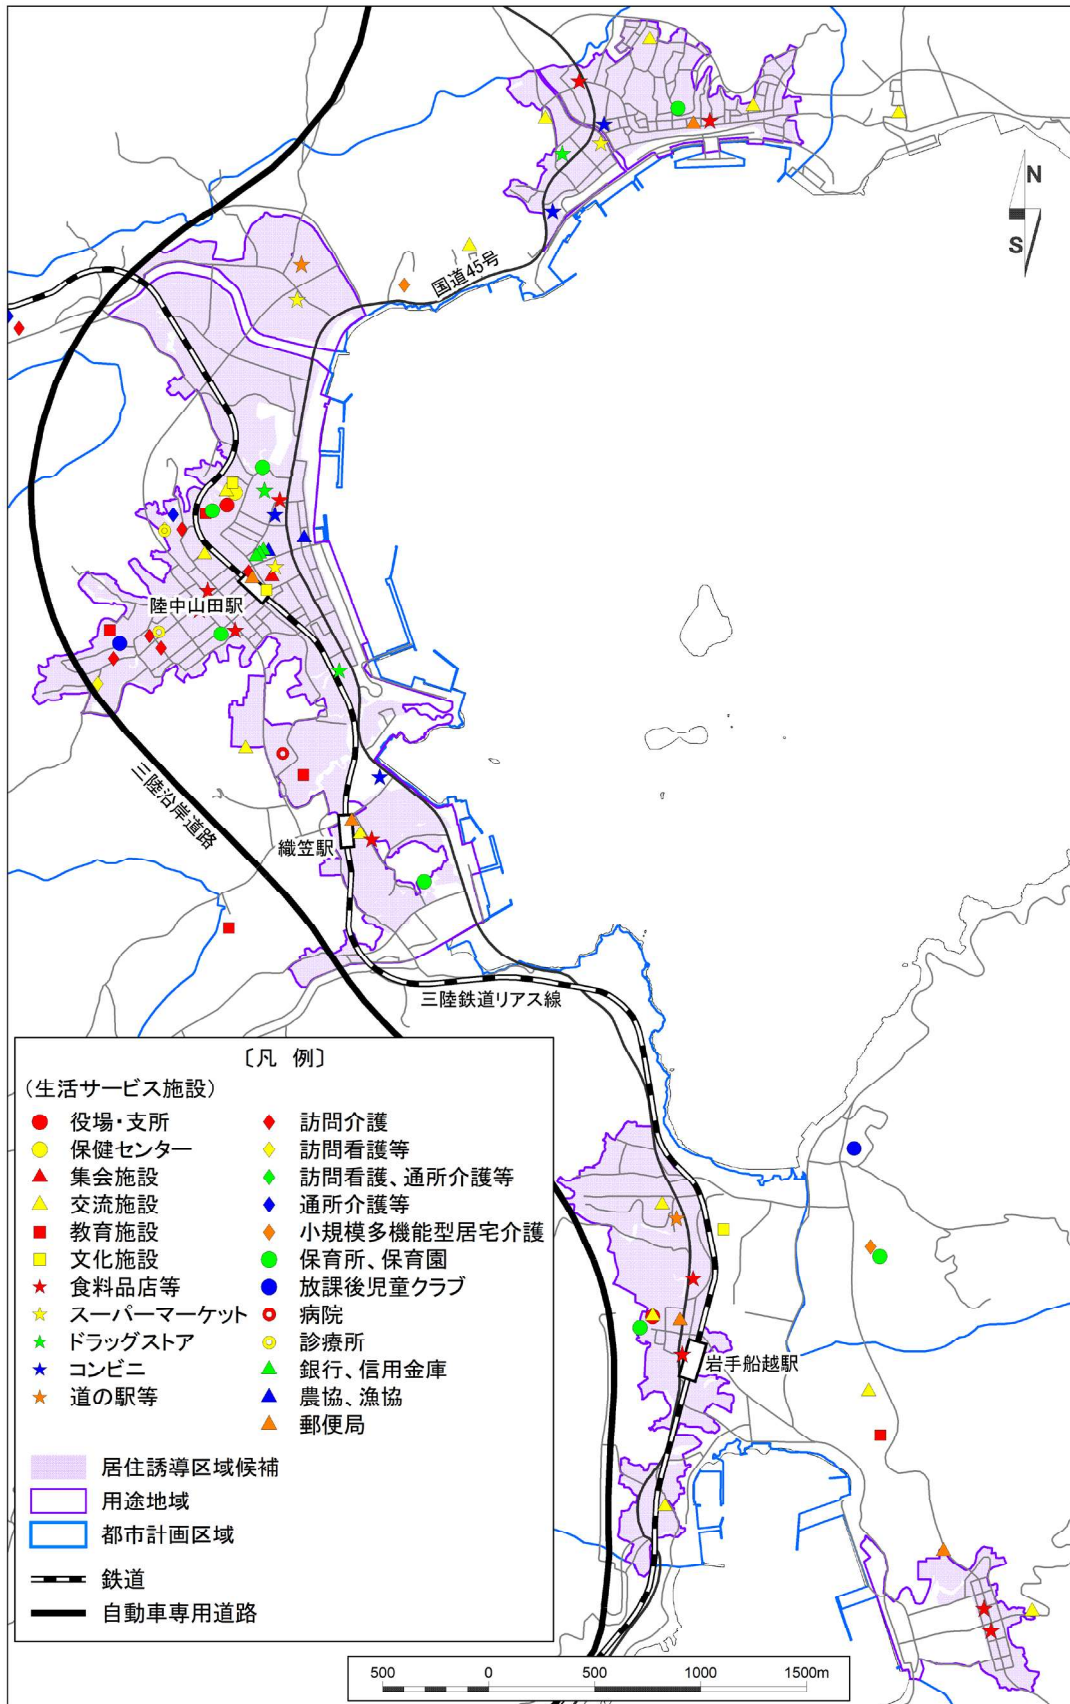 N
S
国道45号
陸中山田駅
三陸沿岸道路
織笠駅
三陸鉄道リアス線
岩手船越駅
〔凡 例〕
(生活サービス施設)
役場・支所
保健センター
集会施設
交流施設
教育施設
文化施設
食料品店等
スーパーマーケット
ドラッグストア
コンビニ
道の駅等
訪問介護
訪問看護等
訪問看護、通所介護等
通所介護等
小規模多機能型居宅介護
保育所、保育園
放課後児童クラブ
病院
診療所
銀行、信用金庫
農協、漁協
郵便局
居住誘導区域候補
用途地域
都市計画区域
鉄道
自動車専用道路
500 0 500 1000 1500m